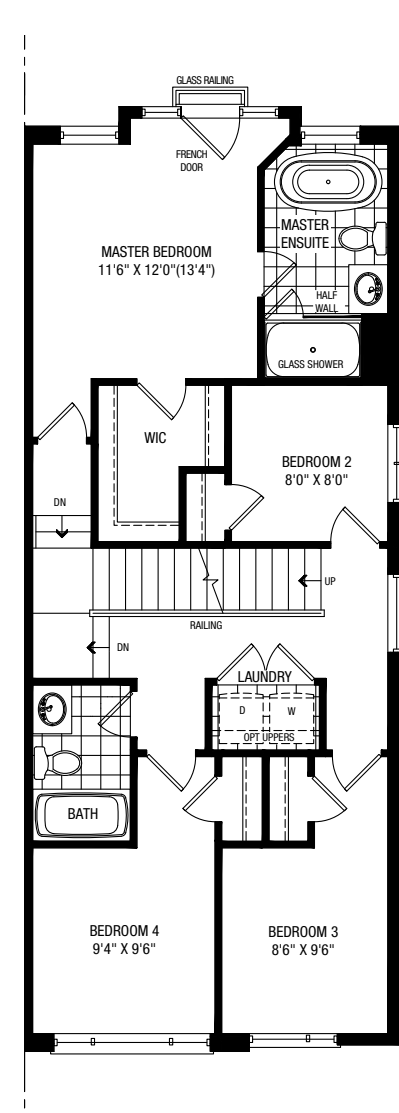 GLASS RAILING
FRENCH
DOOR
MASTER BEDROOM
11'6" X 12'0"(13'4")
MASTER
ENSUITE
HALF
WALL
GLASS SHOWER
WIC
BEDROOM 2
8'0" X 8'0"
DN
UP
RAILING
DN
LAUNDRY
D
W
OPT UPPERS
BATH
BEDROOM 4
9'4" X 9'6"
BEDROOM 3
8'6" X 9'6"